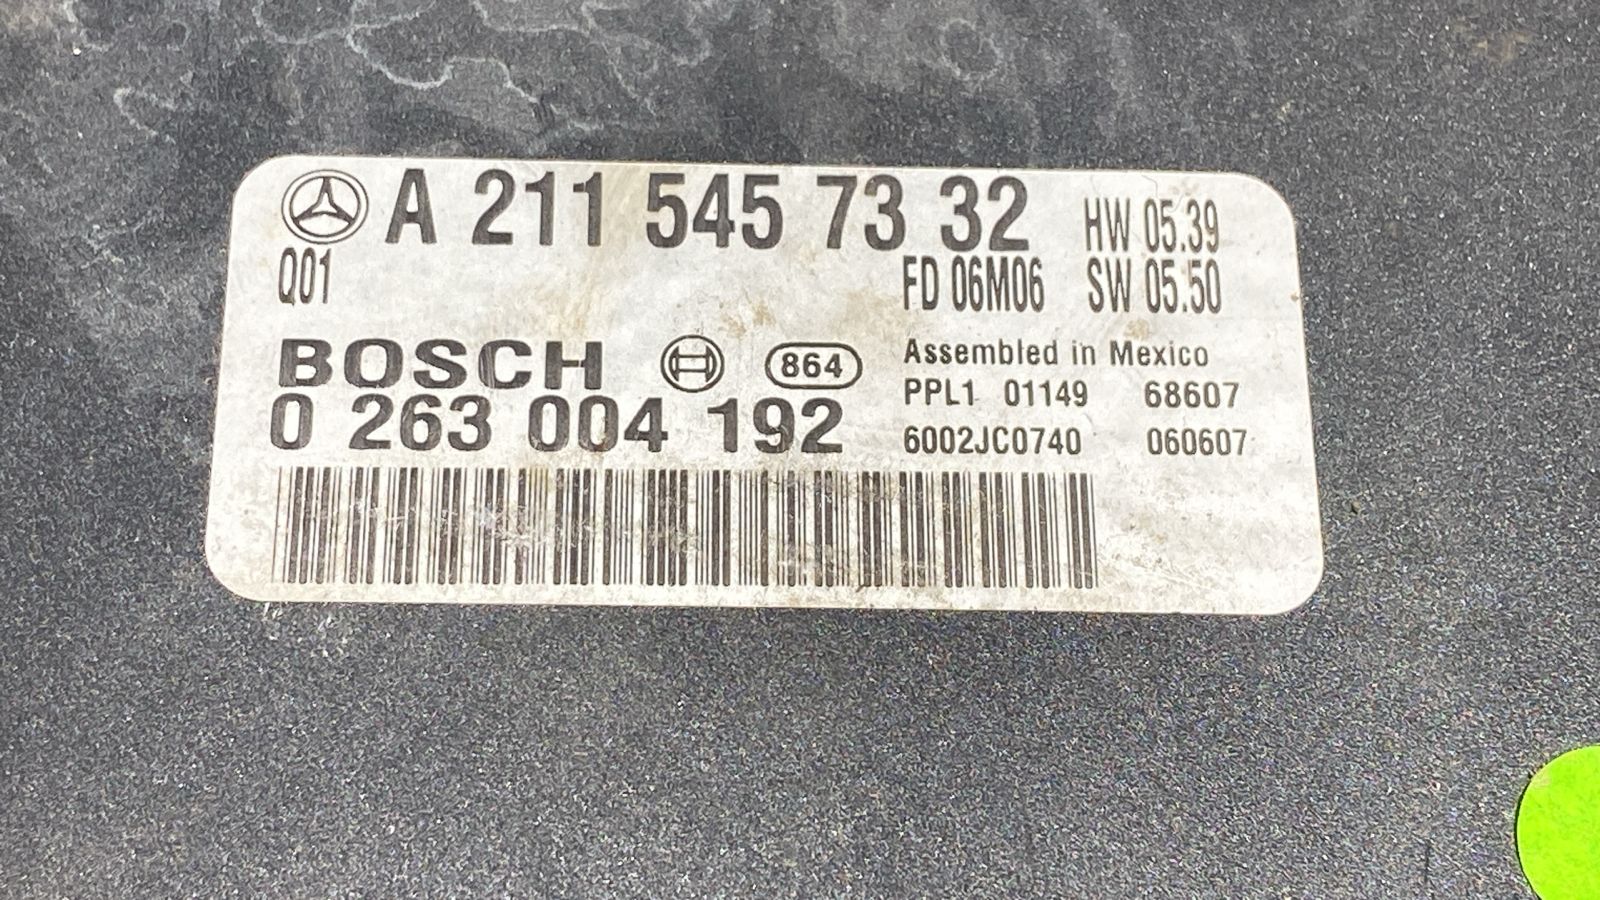 A 211 545 73 32 HW 05.39
Q01 FD 06M06 SW 05.50
BOSCH 864 Assembled in Mexico
PPL1 01149 68607
0 263 004 192 6002JC0740 060607